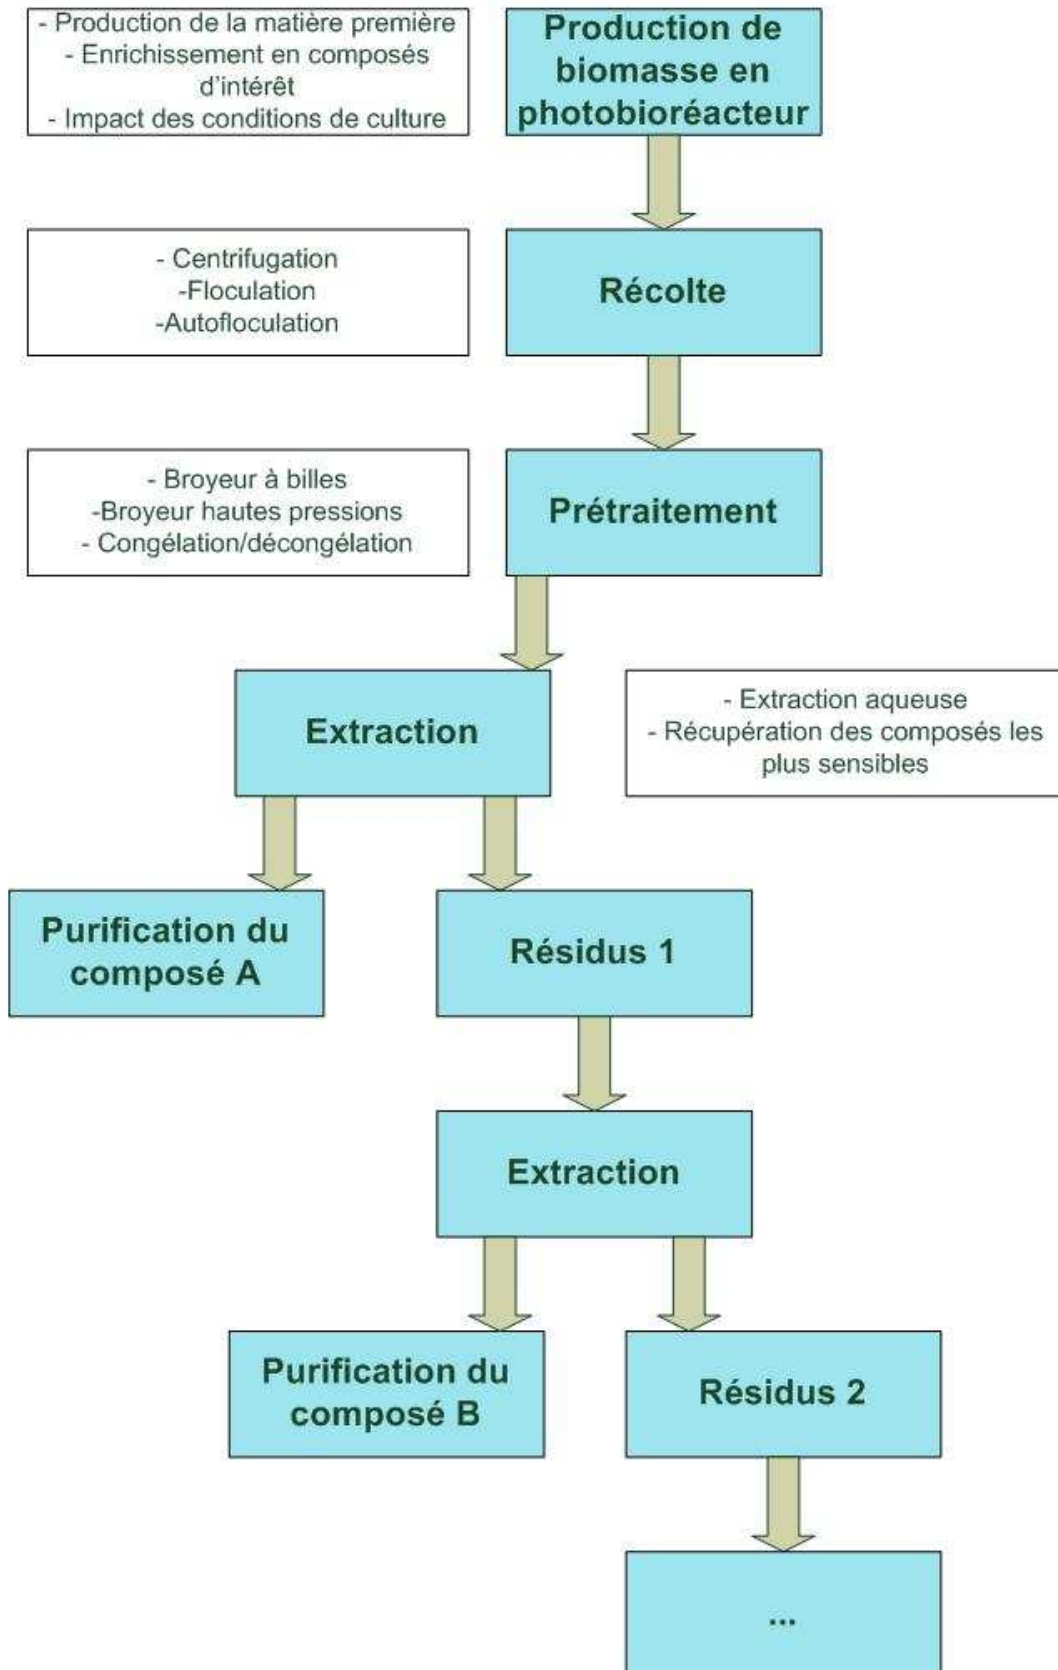 - Production de la matière première
- Enrichissement en composés
d'intérêt
- Impact des conditions de culture
Production de
biomasse en
photobioréacteur
- Centrifugation
-Floculation
-Autofloculation
Récolte
- Broyeur à billes
-Broyeur hautes pressions
- Congélation/décongélation
Prétraitement
Extraction
- Extraction aqueuse
- Récupération des composés les
plus sensibles
Purification du
composé A
Résidus 1
Extraction
Purification du
composé B
Résidus 2
...